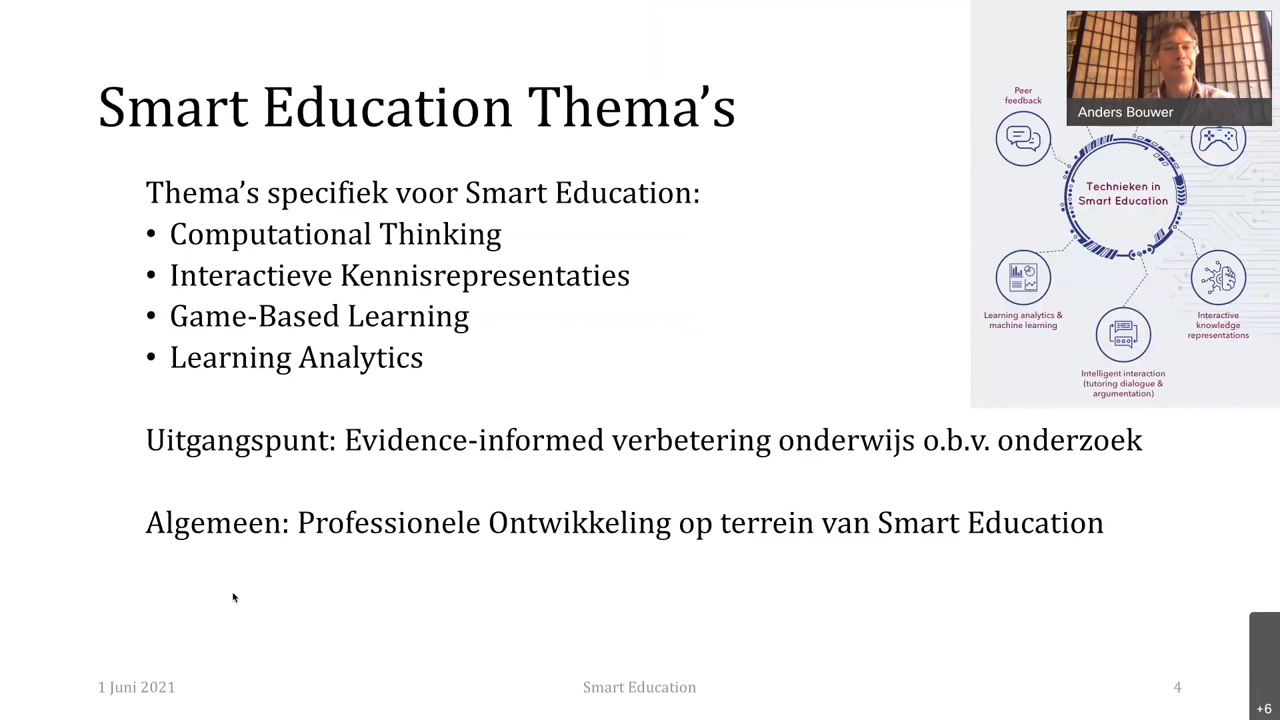 Smart Education Thema’s
Thema’s specifiek voor Smart Education:
• Computational Thinking
• Interactieve Kennisrepresentaties
• Game-Based Learning
• Learning Analytics
Uitgangspunt: Evidence-informed verbetering onderwijs o.b.v. onderzoek
Algemeen: Professionele Ontwikkeling op terrein van Smart Education
Anders Bouwer
Peer
feedback
Technieken in
Smart Education
Learning analytics &
machine learning
Interactive
knowledge
representations
Intelligent interaction
(tutoring dialogue &
argumentation)
1 Juni 2021
Smart Education
4
+6